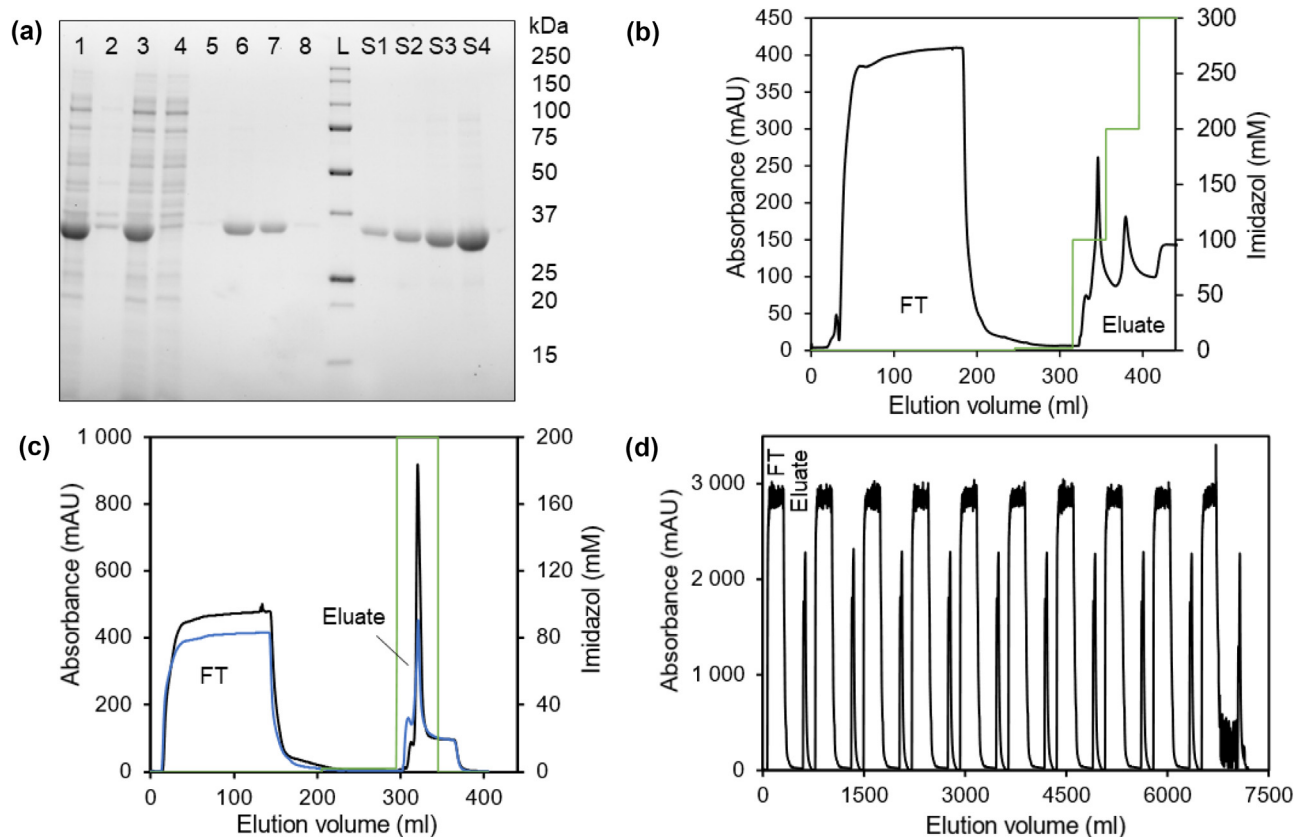 (a)
1 2 3 4 5 6 7 8 L S1 S2 S3 S4
kDa
250
150
100
75
50
37
25
20
15
(b)
450
400
350
300
250
200
150
100
50
0
Absorbance (mAU)
300
250
200
150
100
50
0
Imidazol (mM)
FT
Eluate
0 100 200 300 400
Elution volume (ml)
(c)
1 000
800
600
400
200
0
Absorbance (mAU)
200
160
120
80
40
0
Imidazol (mM)
FT
Eluate
0 100 200 300 400
Elution volume (ml)
(d)
3 000
2 000
1 000
0
Absorbance (mAU)
FT
Eluate
0 1500 3000 4500 6000 7500
Elution volume (ml)